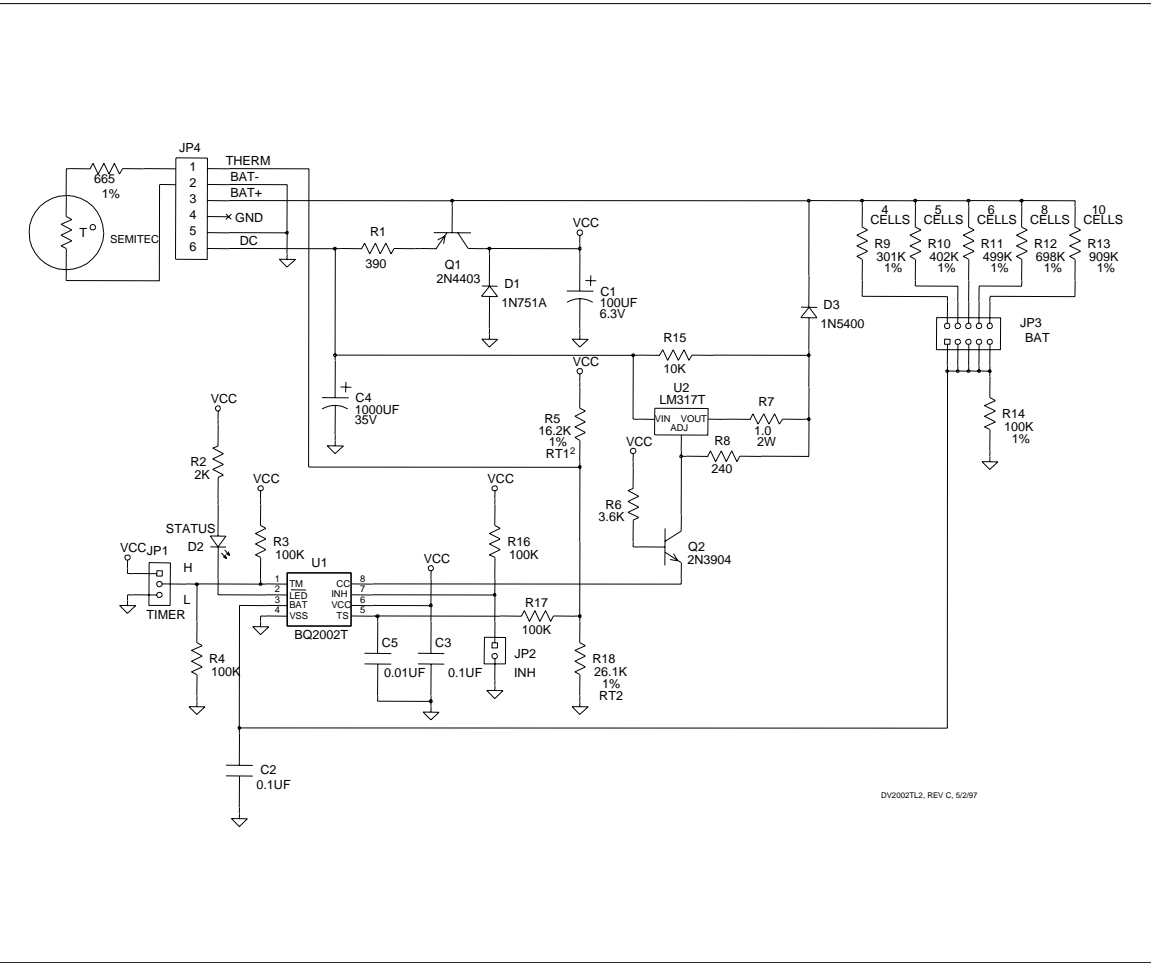 JP4
1 THERM
2 BAT-
3 BAT+
4 GND
5
6 DC
665
1%
T°
SEMITEC
R1
390
Q1
2N4403
D1
1N751A
VCC
C1
100UF
6.3V
4
CELLS
R9
301K
1%
5
CELLS
R10
402K
1%
6
CELLS
R11
499K
1%
8
CELLS
R12
698K
1%
10
CELLS
R13
909K
1%
D3
1N5400
JP3
BAT
R14
100K
1%
R15
10K
U2
LM317T
VIN VOUT
ADJ
R7
1.0
2W
R8
240
VCC
R6
3.6K
Q2
2N3904
VCC
R5
16.2K
1%
RT1²
C4
1000UF
35V
VCC
R2
2K
STATUS
D2
VCC
R3
100K
VCC
JP1
H
L
TIMER
R4
100K
U1
1 TM CC 8
2 LED INH 7
3 BAT VCC 6
4 VSS TS 5
BQ2002T
VCC
R16
100K
VCC
R17
100K
C5
0.01UF
C3
0.1UF
JP2
INH
R18
26.1K
1%
RT2
C2
0.1UF
DV2002TL2, REV C, 5/2/97